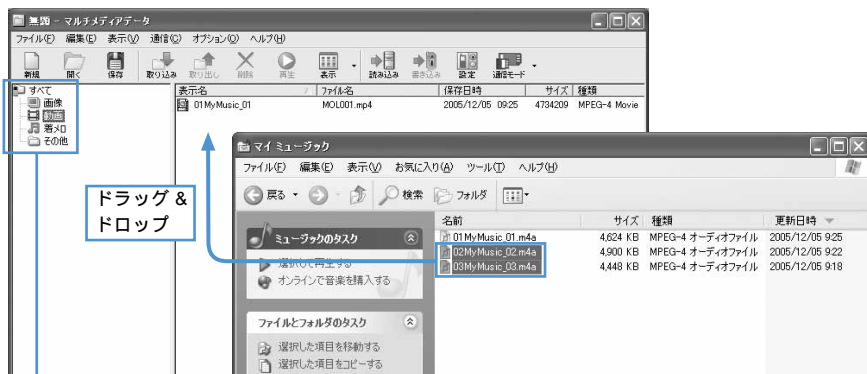 無題 - マルチメディアデータ
ファイル(F) 編集(E) 表示(V) 通信(C) オプション(O) ヘルプ(H)
新規 開く 保存 取り込み 取り出し 削除 再生 表示 読み込み 書き込み 設定 通信モード
すべて
画像
動画
着メロ
その他
表示名 / ファイル名 保存日時 サイズ 種類
01MyMusic_01 MOL001.mp4 2005/12/05 09:25 4734209 MPEG-4 Movie
マイ ミュージック
ファイル(F) 編集(E) 表示(V) お気に入り(A) ツール(T) ヘルプ(H)
戻る 検索 フォルダ
ドラッグ &
ドロップ
名前 サイズ 種類 更新日時
01MyMusic_01.m4a 4,624 KB MPEG-4 オーディオファイル 2005/12/05 9:25
02MyMusic_02.m4a 4,900 KB MPEG-4 オーディオファイル 2005/12/05 9:22
03MyMusic_03.m4a 4,448 KB MPEG-4 オーディオファイル 2005/12/05 9:18
ミュージックのタスク
選択して再生する
オンラインで音楽を購入する
ファイルとフォルダのタスク
選択した項目を移動する
選択した項目をコピーする